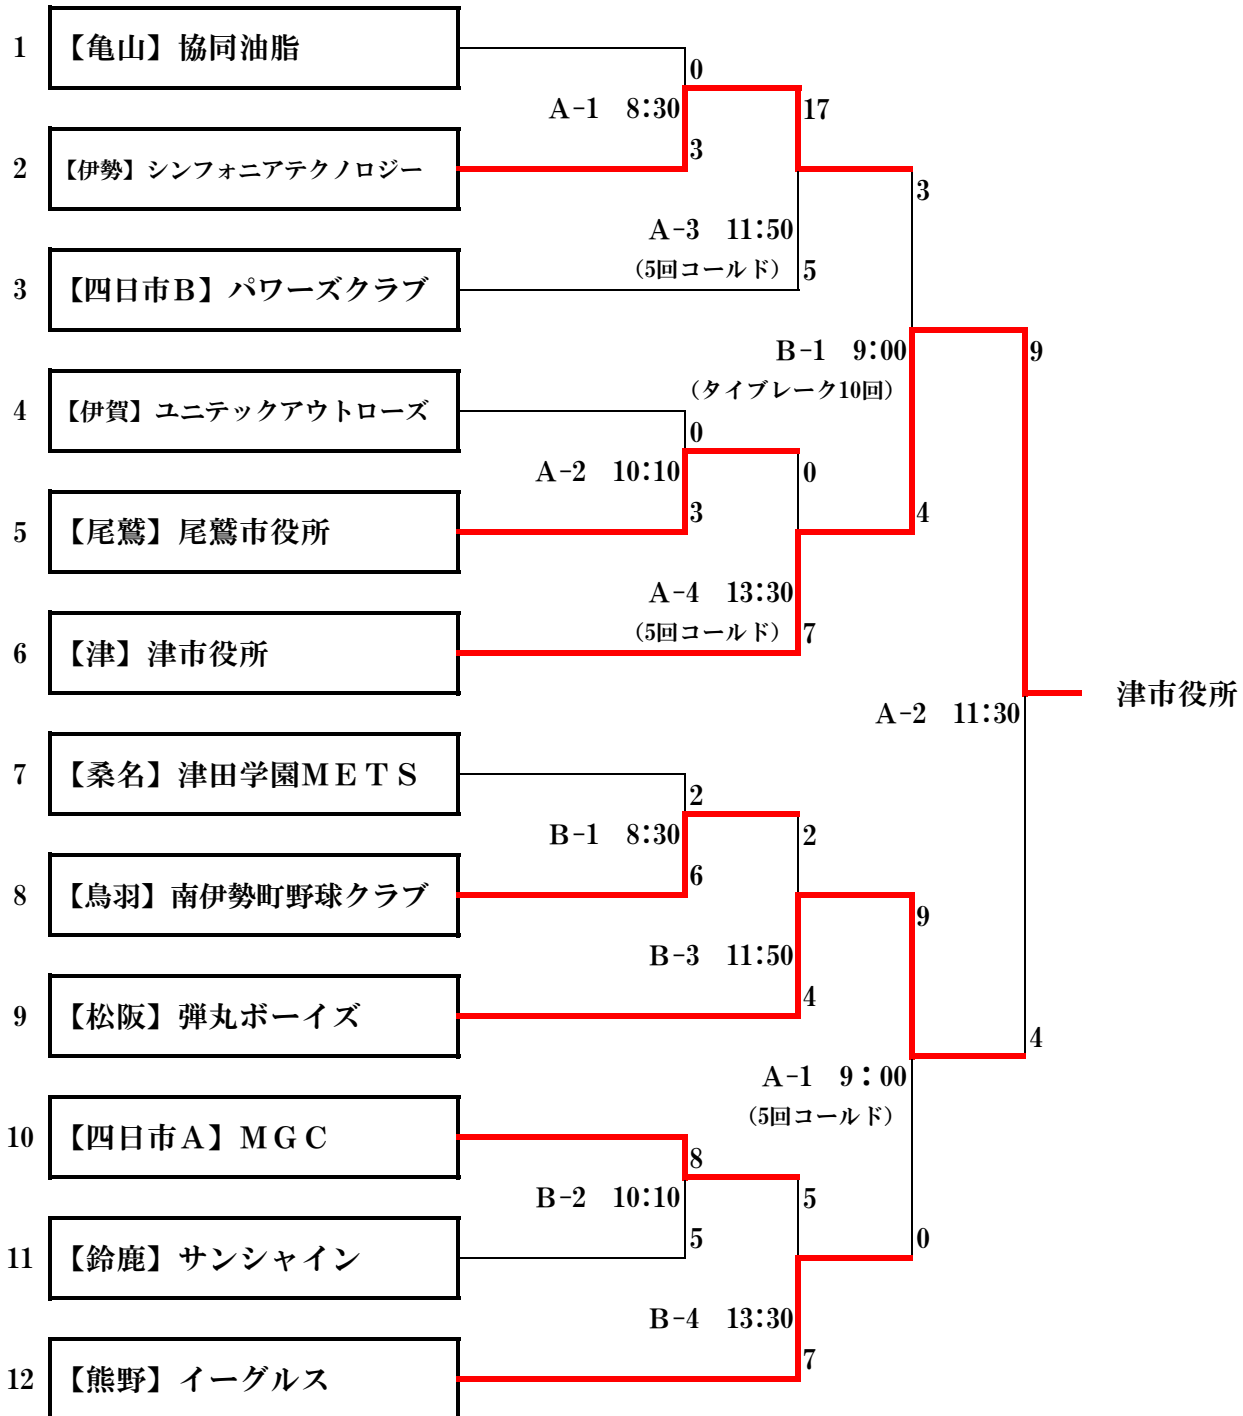 1 【亀山】協同油脂
0
A-1 8:30
17
3
2 【伊勢】シンフォニアテクノロジー
3
A-3 11:50
(5回コールド) 5
3 【四日市B】パワーズクラブ
B-1 9:00
9
(タイブレーク10回)
4 【伊賀】ユニテックアウトローズ
0
A-2 10:10
0
3
4
5 【尾鷲】尾鷲市役所
A-4 13:30
(5回コールド) 7
6 【津】津市役所
津市役所
A-2 11:30
7 【桑名】津田学園METS
2
B-1 8:30
2
6
8 【鳥羽】南伊勢町野球クラブ
9
B-3 11:50
4
9 【松阪】弾丸ボーイズ
4
A-1 9:00
(5回コールド)
10 【四日市A】MGC
8
B-2 10:10
5
5
0
11 【鈴鹿】サンシャイン
B-4 13:30
7
12 【熊野】イーグルス